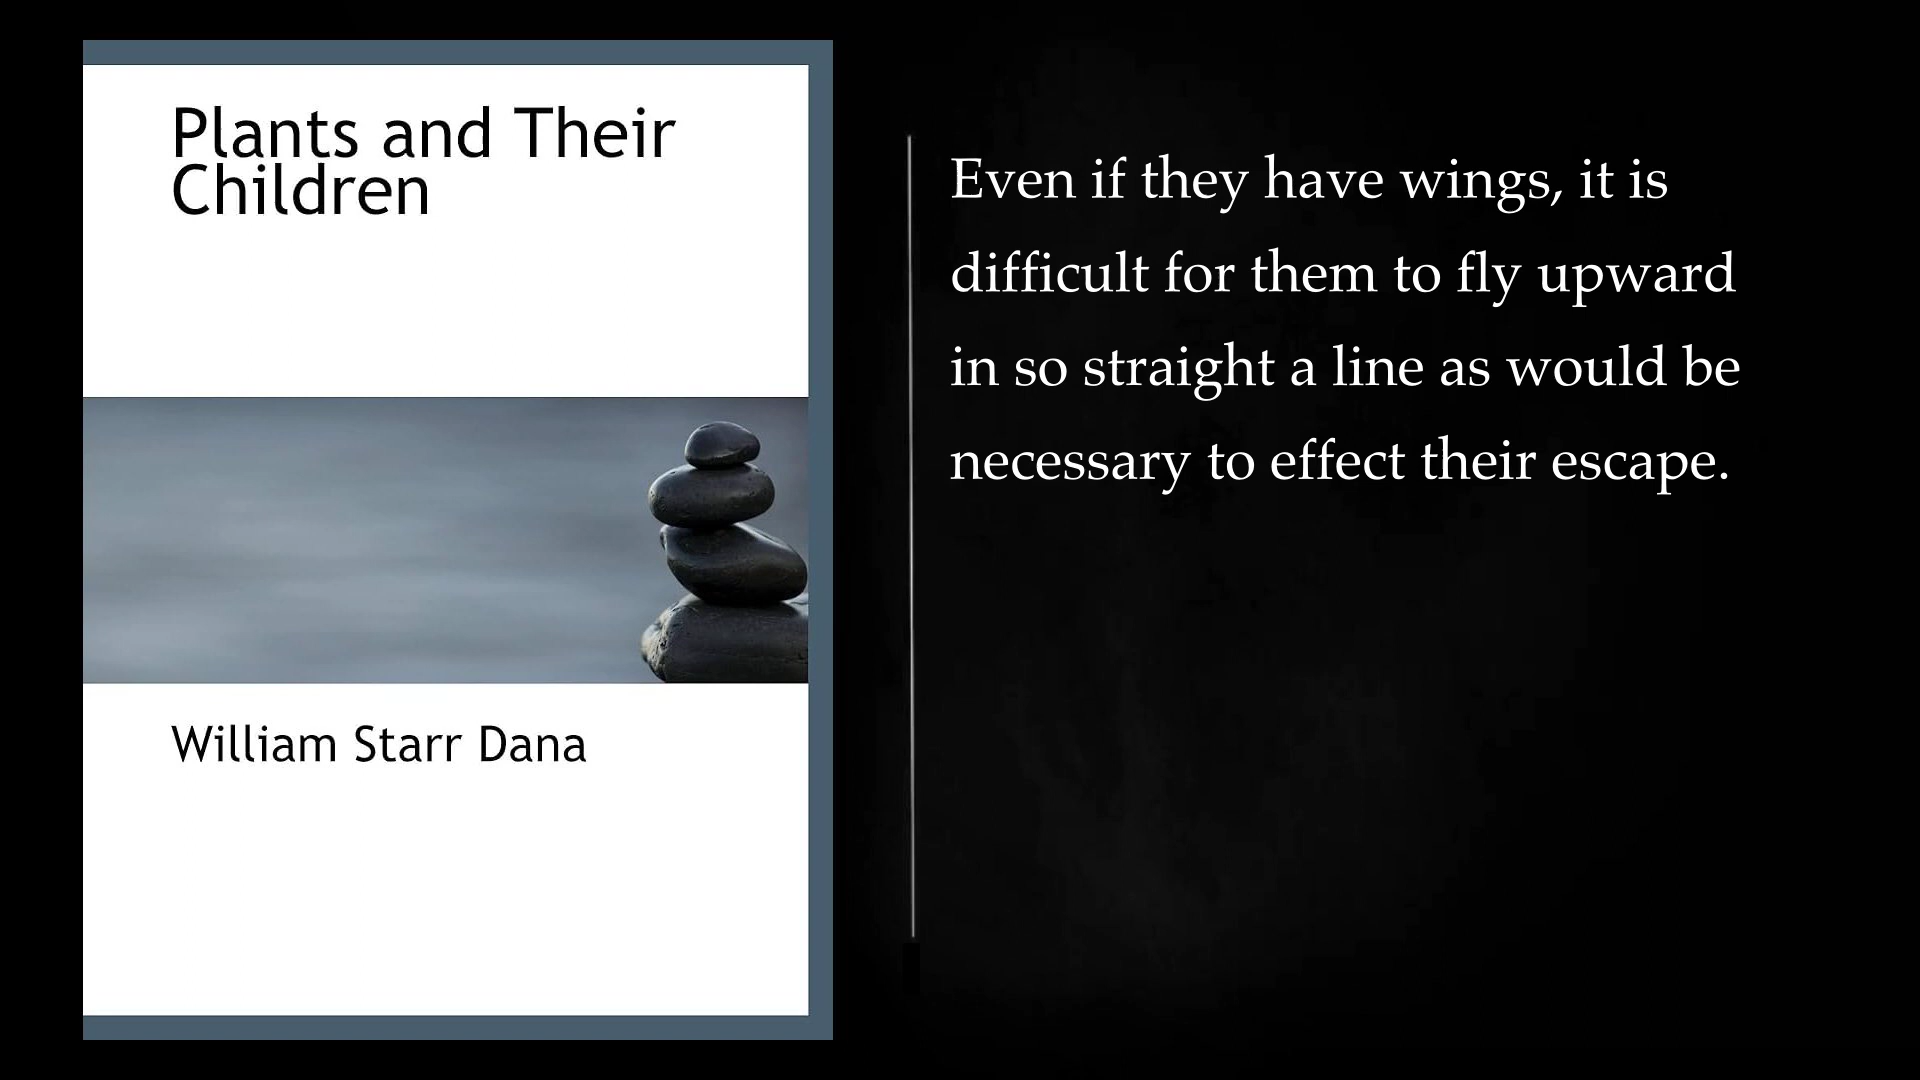 Plants and Their
Children
William Starr Dana
Even if they have wings, it is
difficult for them to fly upward
in so straight a line as would be
necessary to effect their escape.